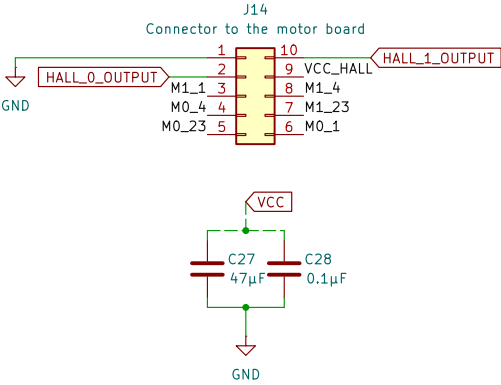 J14
Connector to the motor board
1 10 HALL_1_OUTPUT
HALL_0_OUTPUT 2 9 VCC_HALL
M1_1 3 8 M1_4
GND M0_4 4 7 M1_23
M0_23 5 6 M0_1
VCC
C27 C28
47µF 0.1µF
GND